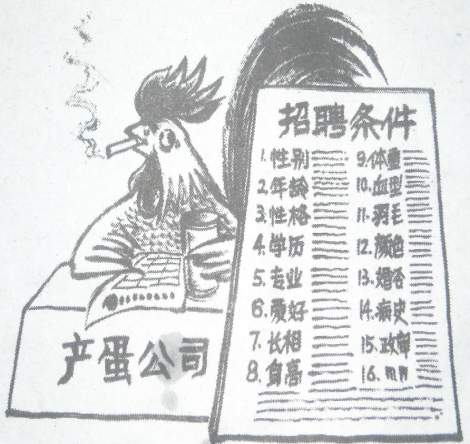 招聘条件
1. 性别
2. 年龄
3. 性格
4. 学历
5. 专业
6. 爱好
7. 长相
8. 身高
9. 体重
10. 血型
11. 羽毛
12. 颜色
13. 婚否
14. 病史
15. 政审
16.
产蛋公司